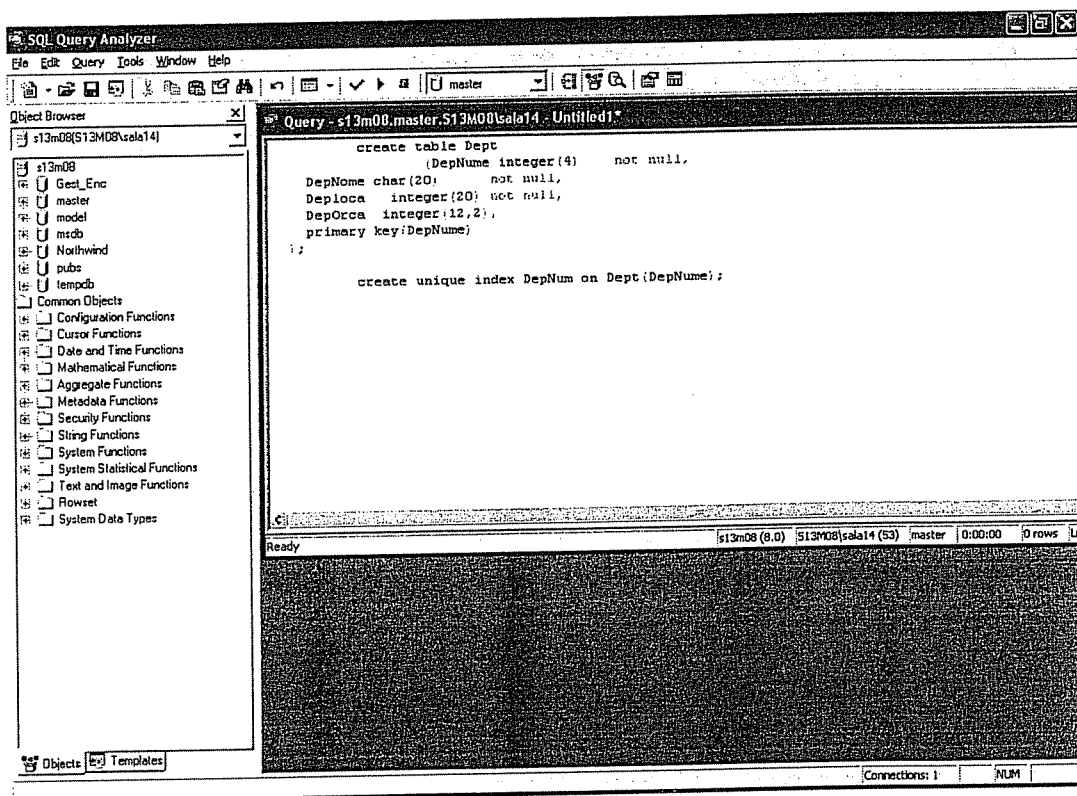 SQL Query Analyzer
File Edit Query Tools Window Help
master
Object Browser
s13m08(S13M08\sala14)
s13m08
Gest_Enc
master
model
msdb
Northwind
pubs
tempdb
Common Objects
Configuration Functions
Cursor Functions
Date and Time Functions
Mathematical Functions
Aggregate Functions
Metadata Functions
Security Functions
String Functions
System Functions
System Statistical Functions
Text and Image Functions
Rowset
System Data Types
Objects Templates
Query - s13m08.master.S13M08\sala14 - Untitled1*
create table Dept
(DepNume integer(4) not null,
DepNome char(20) not null,
Deploca integer(20) not null,
DepOrca integer(12,2),
primary key(DepNume)
);
create unique index DepNum on Dept(DepNume);
Ready
s13m08 (8.0) S13M08\sala14 (53) master 0:00:00 0 rows
Connections: 1 NUM